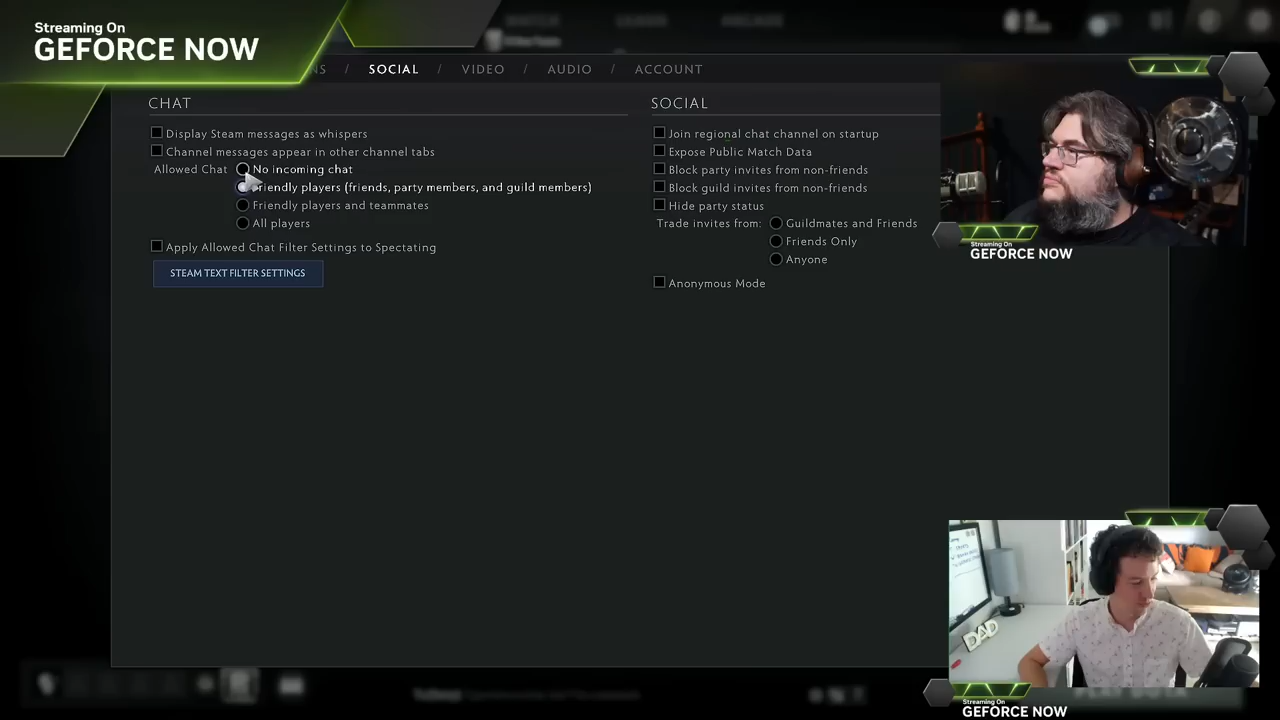 Streaming On
GEFORCE NOW
NS / SOCIAL / VIDEO / AUDIO / ACCOUNT
CHAT
Display Steam messages as whispers
Channel messages appear in other channel tabs
Allowed Chat
No incoming chat
Friendly players (friends, party members, and guild members)
Friendly players and teammates
All players
Apply Allowed Chat Filter Settings to Spectating
STEAM TEXT FILTER SETTINGS
SOCIAL
Join regional chat channel on startup
Expose Public Match Data
Block party invites from non-friends
Block guild invites from non-friends
Hide party status
Trade invites from:
Guildmates and Friends
Friends Only
Anyone
Anonymous Mode
Streaming On
GEFORCE NOW
DAD
Streaming On
GEFORCE NOW